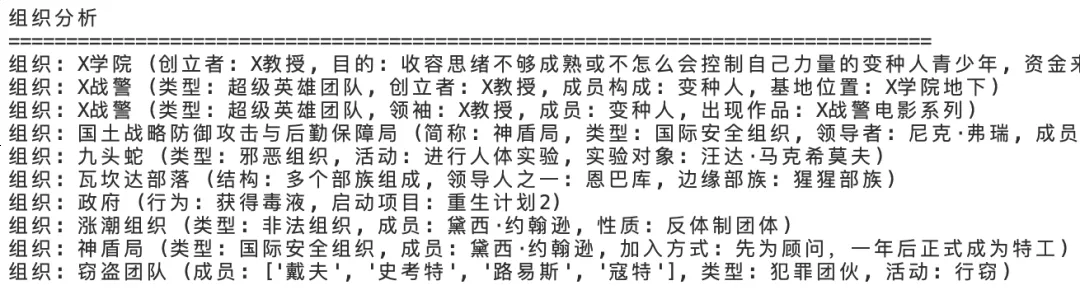 组织分析
================================================================================
组织: X学院 (创立者: X教授, 目的: 收容思绪不够成熟或不怎么会控制自己力量的变种人青少年, 资金来
组织: X战警 (类型: 超级英雄团队, 创立者: X教授, 成员构成: 变种人, 基地位置: X学院地下)
组织: X战警 (类型: 超级英雄团队, 领袖: X教授, 成员: 变种人, 出现作品: X战警电影系列)
组织: 国土战略防御攻击与后勤保障局 (简称: 神盾局, 类型: 国际安全组织, 领导者: 尼克·弗瑞, 成员
组织: 九头蛇 (类型: 邪恶组织, 活动: 进行人体实验, 实验对象: 汪达·马克希莫夫)
组织: 瓦坎达部落 (结构: 多个部族组成, 领导人之一: 恩巴库, 边缘部族: 猩猩部族)
组织: 政府 (行为: 获得毒液, 启动项目: 重生计划2)
组织: 涨潮组织 (类型: 非法组织, 成员: 黛西·约翰逊, 性质: 反体制团体)
组织: 神盾局 (类型: 国际安全组织, 成员: 黛西·约翰逊, 加入方式: 先为顾问，一年后正式成为特工)
组织: 窃盗团队 (成员: ['戴夫', '史考特', '路易斯', '寇特'], 类型: 犯罪团伙, 活动: 行窃)